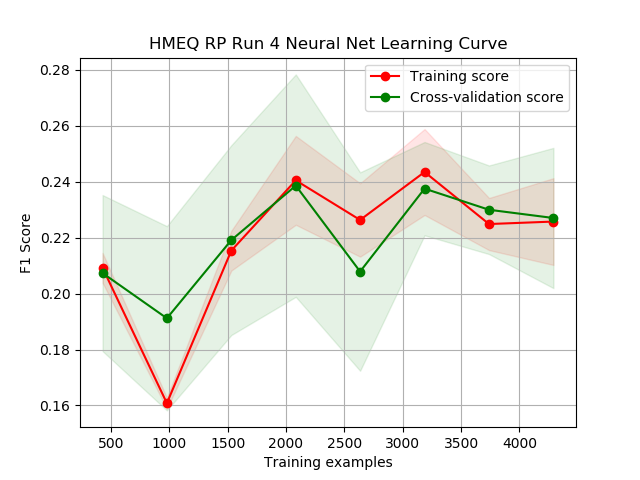 HMEQ RP Run 4 Neural Net Learning Curve
Training score
Cross-validation score
0.28
0.26
0.24
0.22
0.20
0.18
0.16
F1 Score
500 1000 1500 2000 2500 3000 3500 4000
Training examples